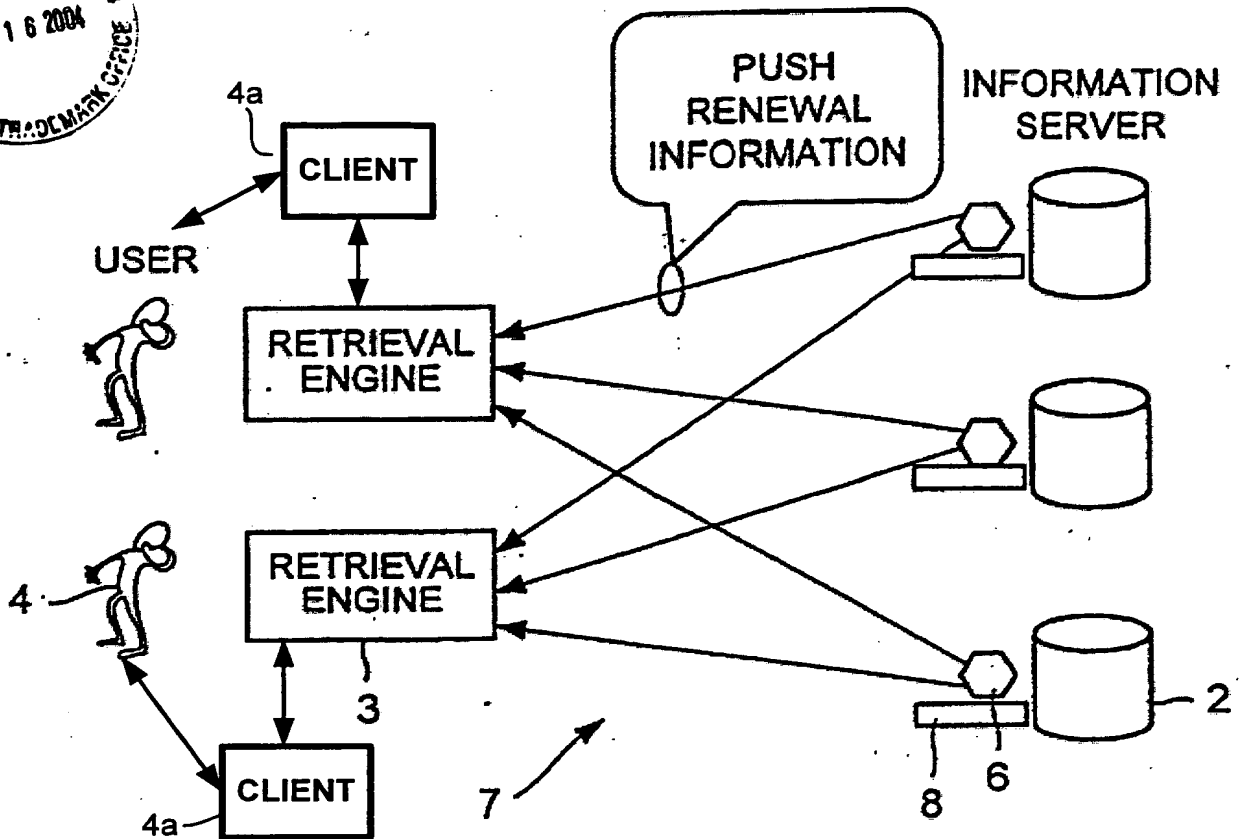 1 6 2004
TRADEMARK OFFICE
4a
CLIENT
USER
PUSH
RENEWAL
INFORMATION
INFORMATION
SERVER
RETRIEVAL
ENGINE
4
RETRIEVAL
ENGINE
3
CLIENT
4a
7
8
6
2